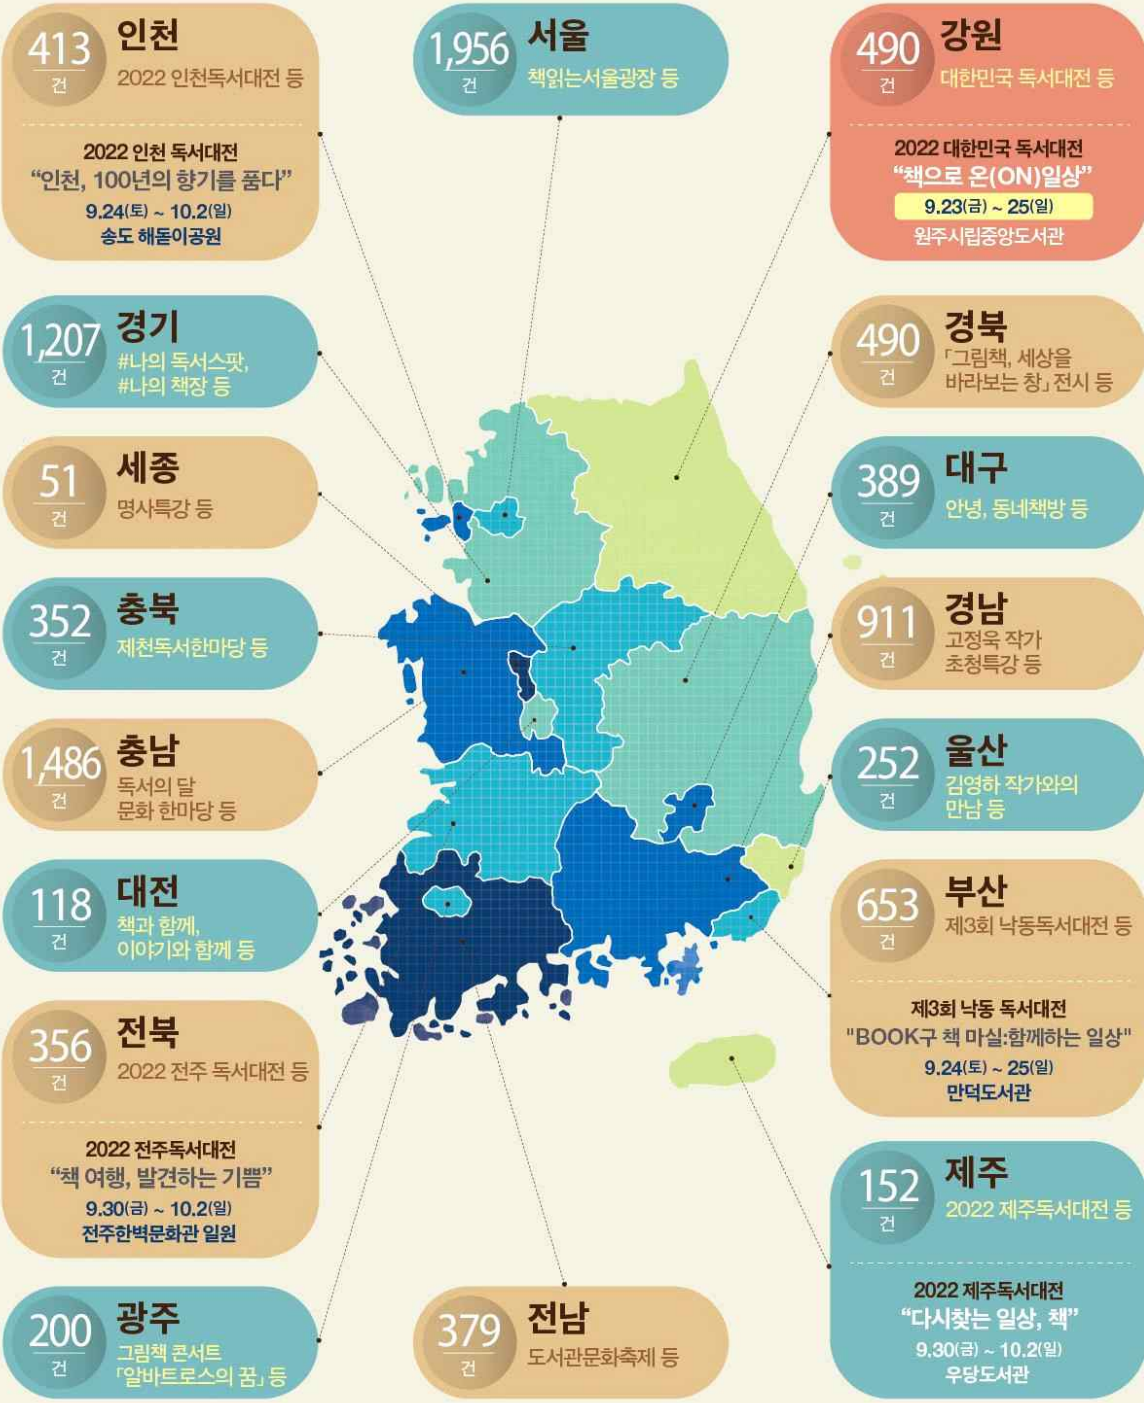 413
건
인천
2022 인천독서대전 등
2022 인천 독서대전
“인천, 100년의 향기를 품다”
9.24(토) ~ 10.2(일)
송도 해돋이공원
1,956
건
서울
책읽는서울광장 등
490
건
강원
대한민국 독서대전 등
2022 대한민국 독서대전
“책으로 온(ON)일상”
9.23(금) ~ 25(일)
원주시립중앙도서관
1,207
건
경기
#나의 독서스팟,
#나의 책장 등
490
건
경북
「그림책, 세상을
바라보는 창」 전시 등
51
건
세종
명사특강 등
389
건
대구
안녕, 동네책방 등
352
건
충북
제천독서한마당 등
911
건
경남
고정욱 작가
초청특강 등
1,486
건
충남
독서의 달
문화 한마당 등
252
건
울산
김영하 작가와의
만남 등
118
건
대전
책과 함께,
이야기와 함께 등
653
건
부산
제3회 낙동독서대전 등
제3회 낙동 독서대전
"BOOK구 책 마실:함께하는 일상"
9.24(토) ~ 25(일)
만덕도서관
356
건
전북
2022 전주 독서대전 등
2022 전주독서대전
“책 여행, 발견하는 기쁨”
9.30(금) ~ 10.2(일)
전주한벽문화관 일원
152
건
제주
2022 제주독서대전 등
2022 제주독서대전
“다시찾는 일상, 책”
9.30(금) ~ 10.2(일)
우당도서관
200
건
광주
그림책 콘서트
「알바트로스의 꿈」 등
379
건
전남
도서관문화축제 등